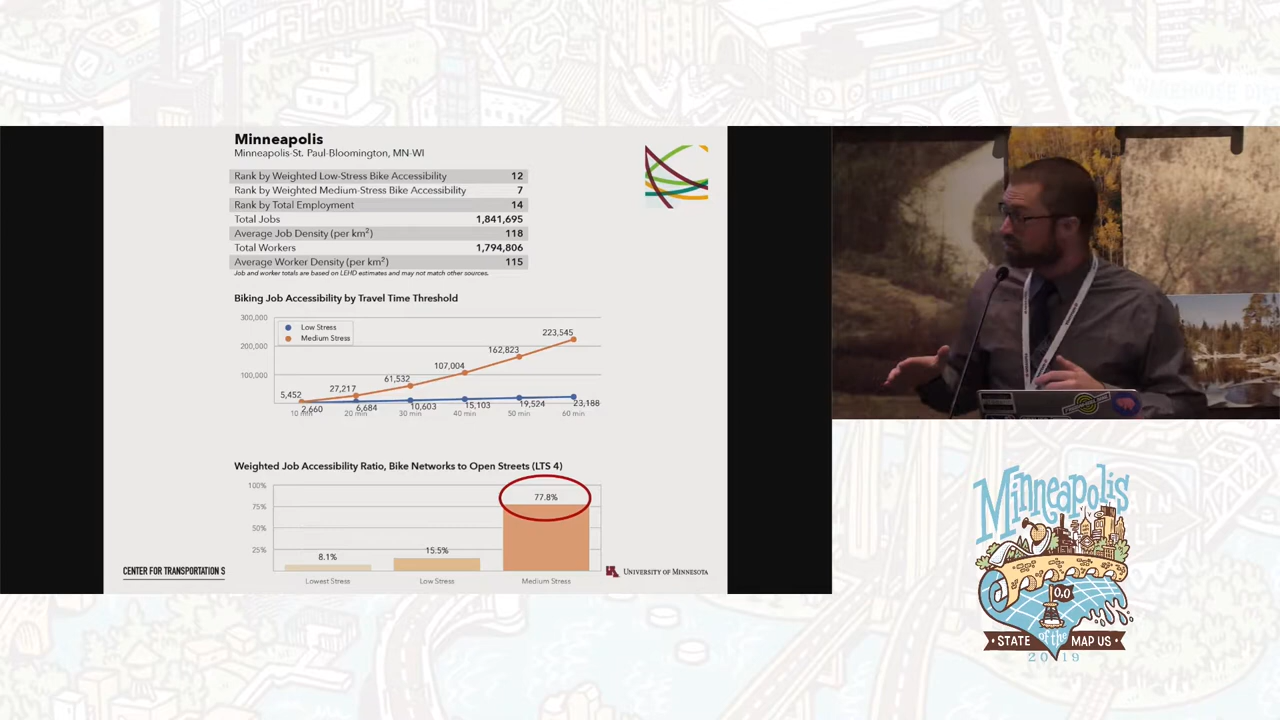 Minneapolis
Minneapolis-St. Paul-Bloomington, MN-WI
Rank by Weighted Low-Stress Bike Accessibility 12
Rank by Weighted Medium-Stress Bike Accessibility 7
Rank by Total Employment 14
Total Jobs 1,841,695
Average Job Density (per km²) 118
Total Workers 1,794,806
Average Worker Density (per km²) 115
Job and worker totals are based on LEHD estimates and may not match other sources.
Biking Job Accessibility by Travel Time Threshold
300,000
200,000
100,000
Low Stress
Medium Stress
5,452
27,217
61,532
107,004
162,823
223,545
2,660
6,684
10,603
15,103
19,524
23,188
10 min
20 min
30 min
40 min
50 min
60 min
Weighted Job Accessibility Ratio, Bike Networks to Open Streets (LTS 4)
100%
75%
50%
25%
8.1%
15.5%
77.8%
Lowest Stress
Low Stress
Medium Stress
CENTER FOR TRANSPORTATION S
UNIVERSITY OF MINNESOTA
Minneapolis
0,0
STATE of the MAP US
2019
FLOUR
CITY